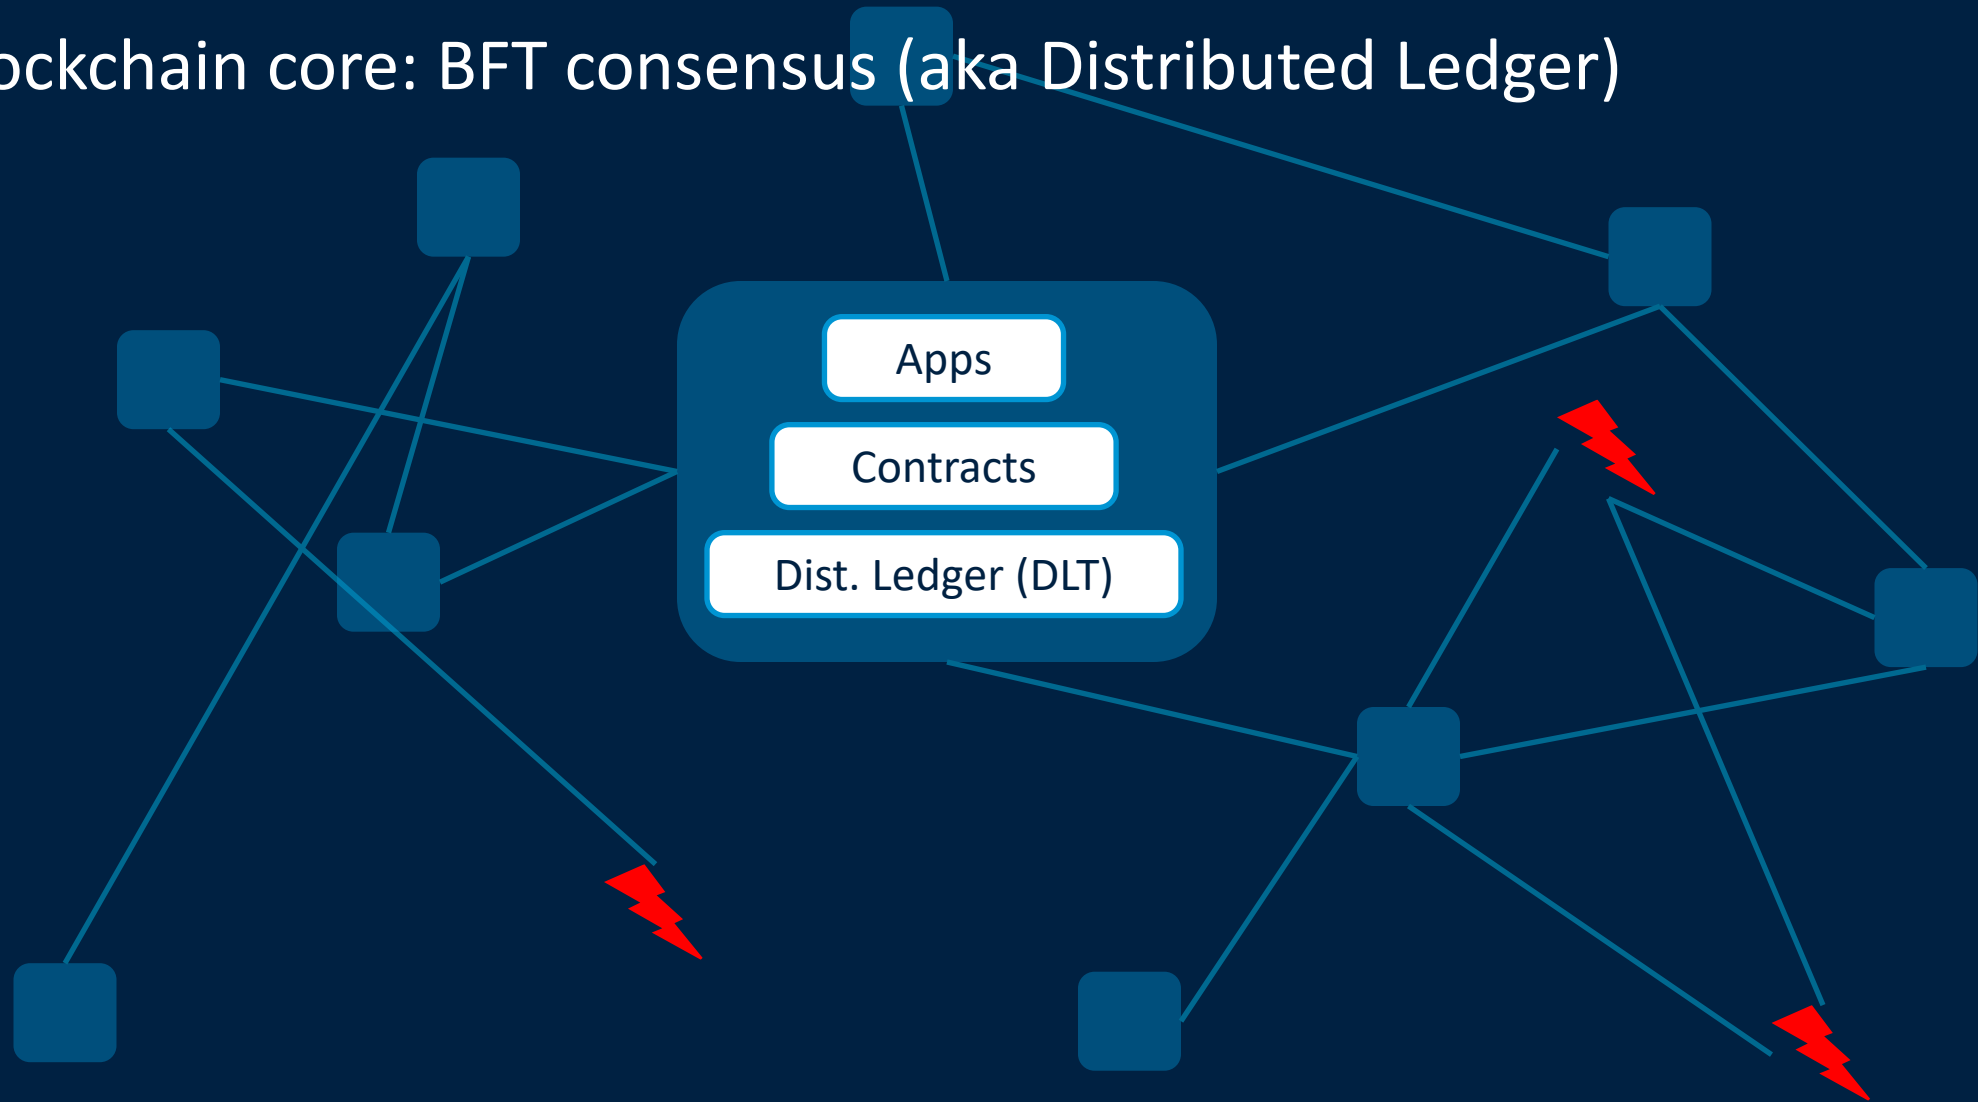 ockchain core: BFT consensus (aka Distributed Ledger)
Apps
Contracts
Dist. Ledger (DLT)